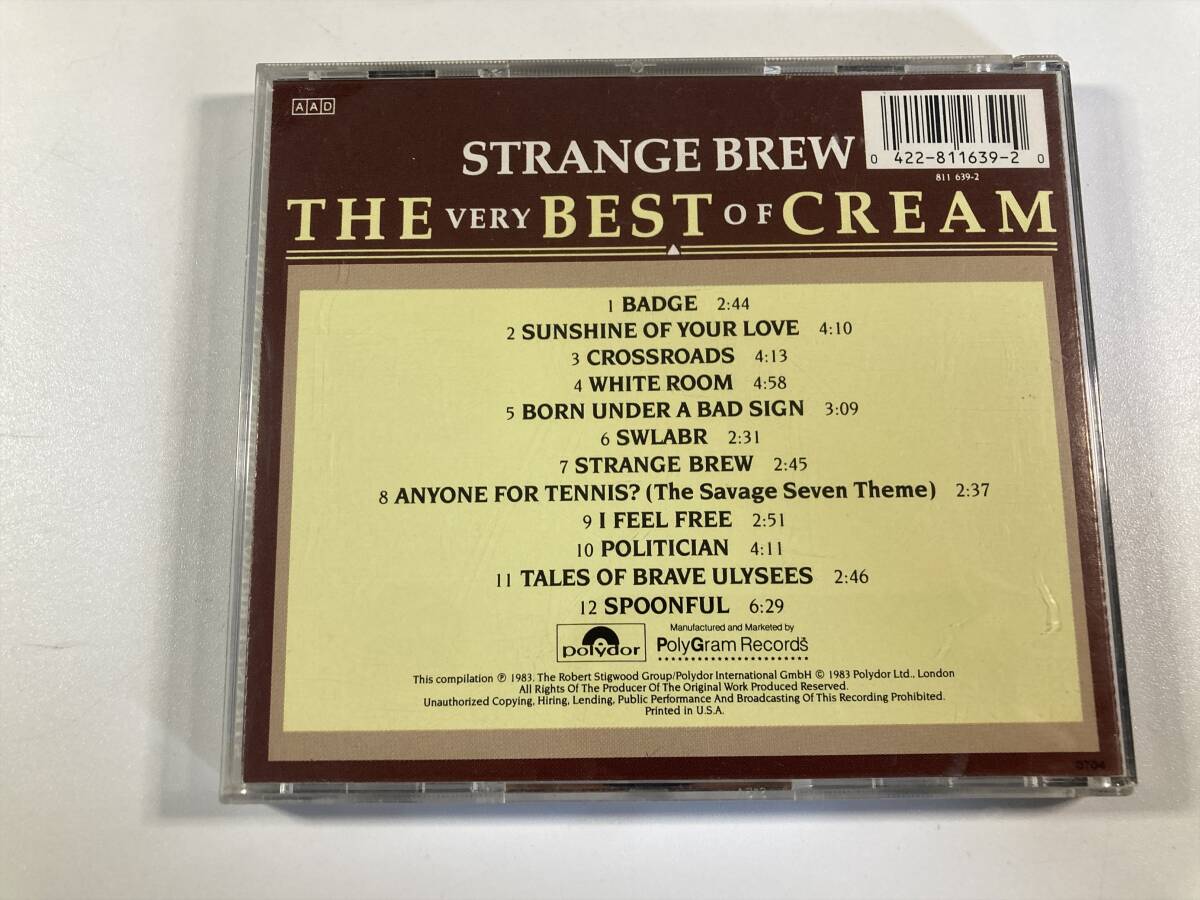 AAD
STRANGE BREW
0 422-811639-2 0
811 639-2
THE VERY BEST OF CREAM
1 BADGE 2:44
2 SUNSHINE OF YOUR LOVE 4:10
3 CROSSROADS 4:13
4 WHITE ROOM 4:58
5 BORN UNDER A BAD SIGN 3:09
6 SWLABR 2:31
7 STRANGE BREW 2:45
8 ANYONE FOR TENNIS? (The Savage Seven Theme) 2:37
9 I FEEL FREE 2:51
10 POLITICIAN 4:11
11 TALES OF BRAVE ULYSEES 2:46
12 SPOONFUL 6:29
polydor
Manufactured and Marketed by
PolyGram Records
This compilation ℗ 1983, The Robert Stigwood Group/Polydor International GmbH © 1983 Polydor Ltd., London
All Rights Of The Producer Of The Original Work Produced Reserved.
Unauthorized Copying, Hiring, Lending, Public Performance And Broadcasting Of This Recording Prohibited.
Printed in U.S.A.